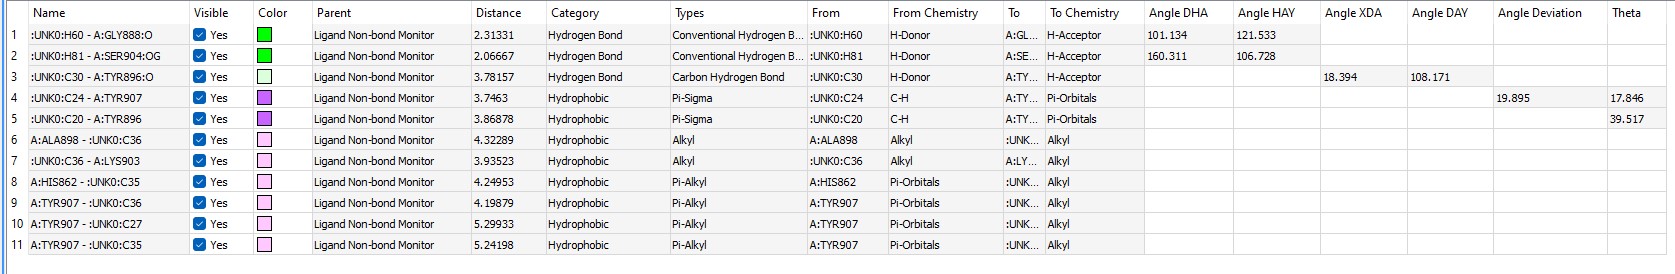 Name Visible Color Parent Distance Category Types From From Chemistry To To Chemistry Angle DHA Angle HAY Angle XDA Angle DAY Angle Deviation Theta
1 :UNK0:H60 - A:GLY888:O Yes Ligand Non-bond Monitor 2.31331 Hydrogen Bond Conventional Hydrogen B... :UNK0:H60 H-Donor A:GL... H-Acceptor 101.134 121.533
2 :UNK0:H81 - A:SER904:OG Yes Ligand Non-bond Monitor 2.06667 Hydrogen Bond Conventional Hydrogen B... :UNK0:H81 H-Donor A:SE... H-Acceptor 160.311 106.728
3 :UNK0:C30 - A:TYR896:O Yes Ligand Non-bond Monitor 3.78157 Hydrogen Bond Carbon Hydrogen Bond :UNK0:C30 H-Donor A:TY... H-Acceptor 18.394 108.171
4 :UNK0:C24 - A:TYR907 Yes Ligand Non-bond Monitor 3.7463 Hydrophobic Pi-Sigma :UNK0:C24 C-H A:TY... Pi-Orbitals 19.895 17.846
5 :UNK0:C20 - A:TYR896 Yes Ligand Non-bond Monitor 3.86878 Hydrophobic Pi-Sigma :UNK0:C20 C-H A:TY... Pi-Orbitals 39.517
6 A:ALA898 - :UNK0:C36 Yes Ligand Non-bond Monitor 4.32289 Hydrophobic Alkyl A:ALA898 Alkyl :UNK... Alkyl
7 :UNK0:C36 - A:LYS903 Yes Ligand Non-bond Monitor 3.93523 Hydrophobic Alkyl :UNK0:C36 Alkyl A:LY... Alkyl
8 A:HIS862 - :UNK0:C35 Yes Ligand Non-bond Monitor 4.24953 Hydrophobic Pi-Alkyl A:HIS862 Pi-Orbitals :UNK... Alkyl
9 A:TYR907 - :UNK0:C36 Yes Ligand Non-bond Monitor 4.19879 Hydrophobic Pi-Alkyl A:TYR907 Pi-Orbitals :UNK... Alkyl
10 A:TYR907 - :UNK0:C27 Yes Ligand Non-bond Monitor 5.29933 Hydrophobic Pi-Alkyl A:TYR907 Pi-Orbitals :UNK... Alkyl
11 A:TYR907 - :UNK0:C35 Yes Ligand Non-bond Monitor 5.24198 Hydrophobic Pi-Alkyl A:TYR907 Pi-Orbitals :UNK... Alkyl